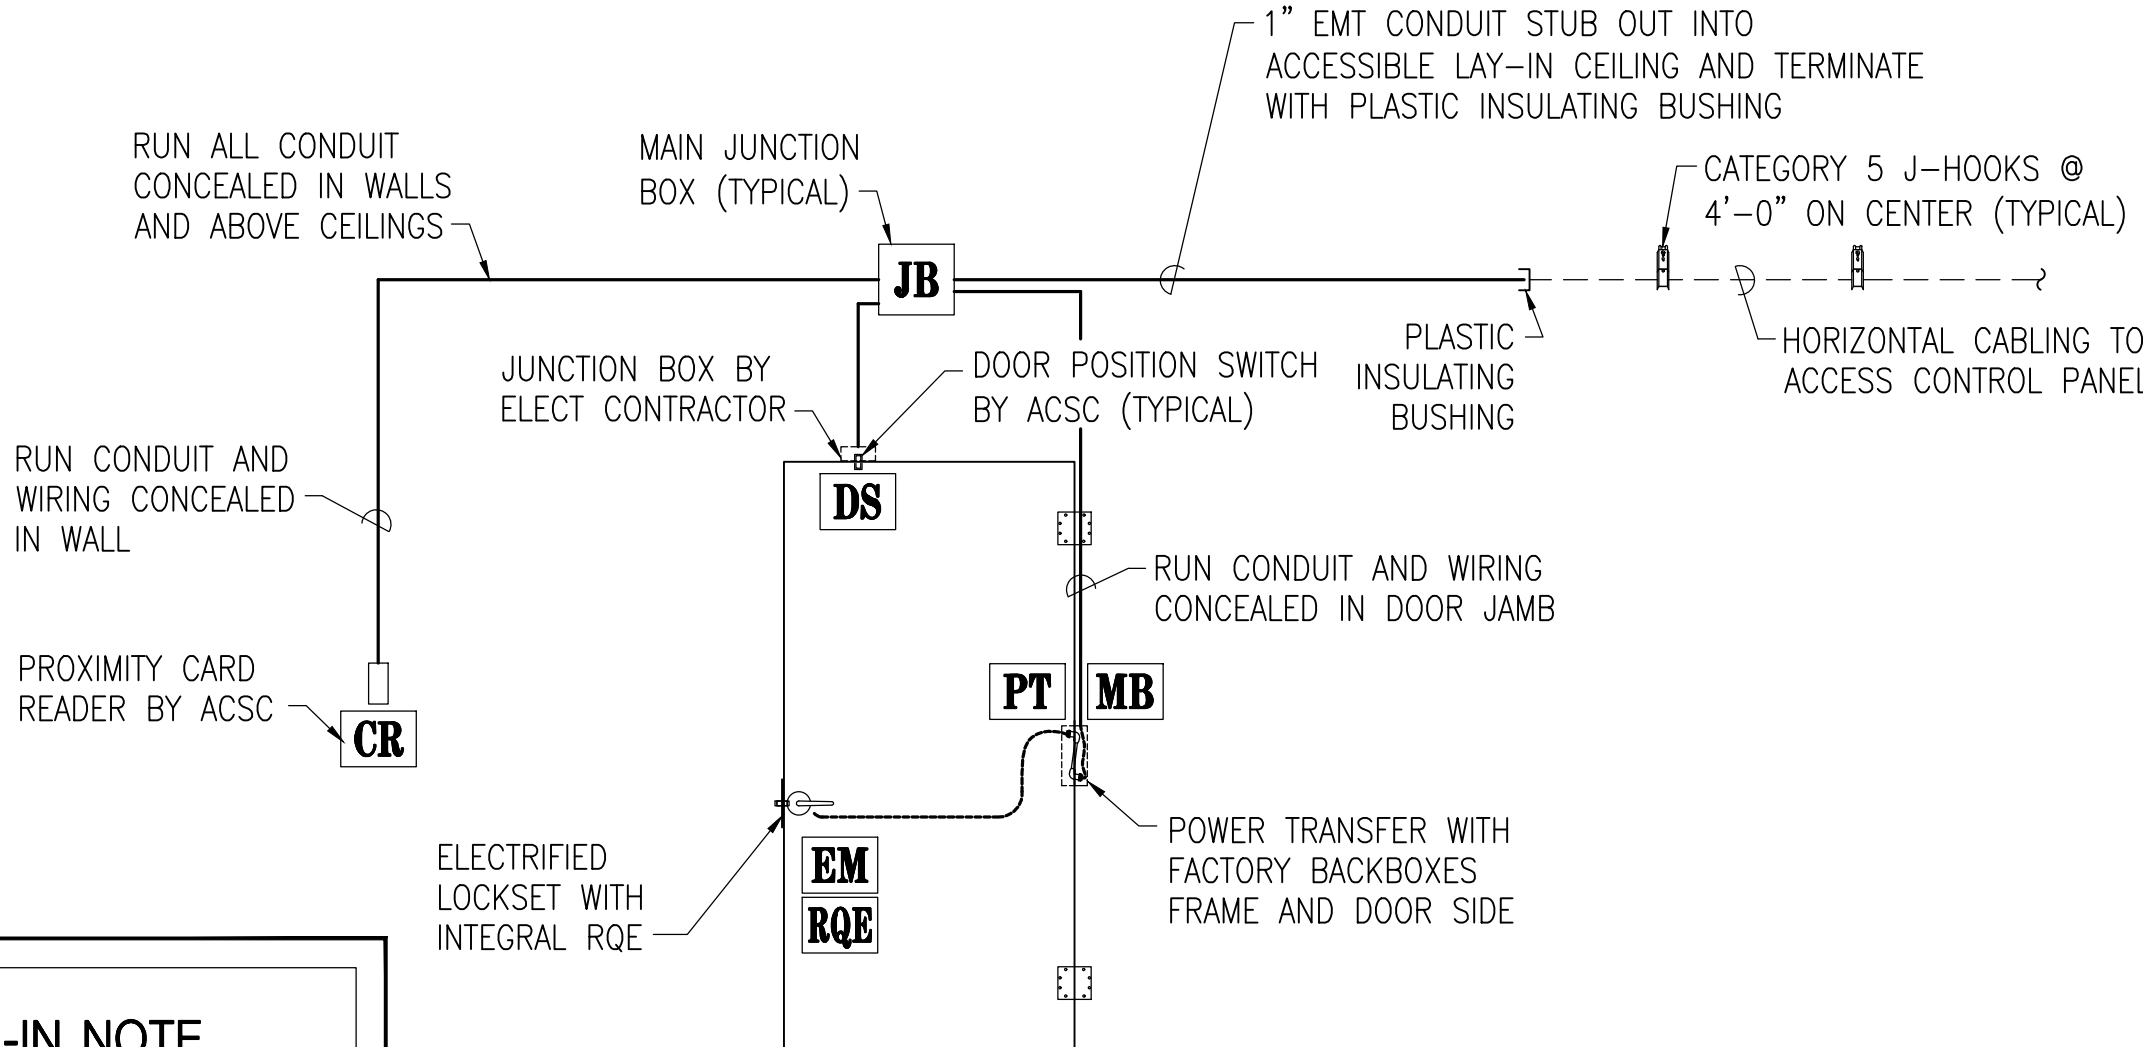 1” EMT CONDUIT STUB OUT INTO
ACCESSIBLE LAY-IN CEILING AND TERMINATE
WITH PLASTIC INSULATING BUSHING
RUN ALL CONDUIT
CONCEALED IN WALLS
AND ABOVE CEILINGS
MAIN JUNCTION
BOX (TYPICAL)
CATEGORY 5 J-HOOKS @
4'-0” ON CENTER (TYPICAL)
JB
PLASTIC
INSULATING
BUSHING
HORIZONTAL CABLING TO
ACCESS CONTROL PANEL
JUNCTION BOX BY
ELECT CONTRACTOR
DOOR POSITION SWITCH
BY ACSC (TYPICAL)
RUN CONDUIT AND
WIRING CONCEALED
IN WALL
DS
RUN CONDUIT AND WIRING
CONCEALED IN DOOR JAMB
PROXIMITY CARD
READER BY ACSC
CR
PT
MB
POWER TRANSFER WITH
FACTORY BACKBOXES
FRAME AND DOOR SIDE
ELECTRIFIED
LOCKSET WITH
INTEGRAL RQE
EM
RQE
-IN NOTE